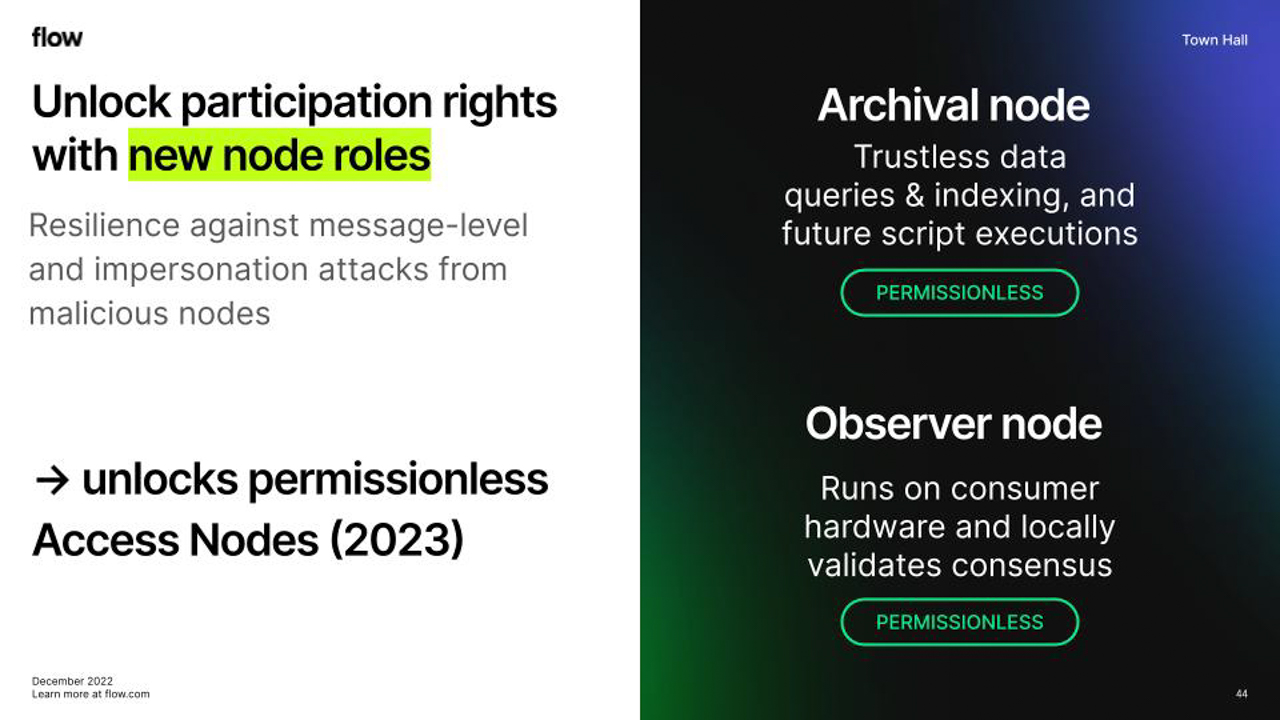 flow
Unlock participation rights
with new node roles
Resilience against message-level
and impersonation attacks from
malicious nodes
→ unlocks permissionless
Access Nodes (2023)
December 2022
Learn more at flow.com
Town Hall
Archival node
Trustless data
queries & indexing, and
future script executions
PERMISSIONLESS
Observer node
Runs on consumer
hardware and locally
validates consensus
PERMISSIONLESS
44